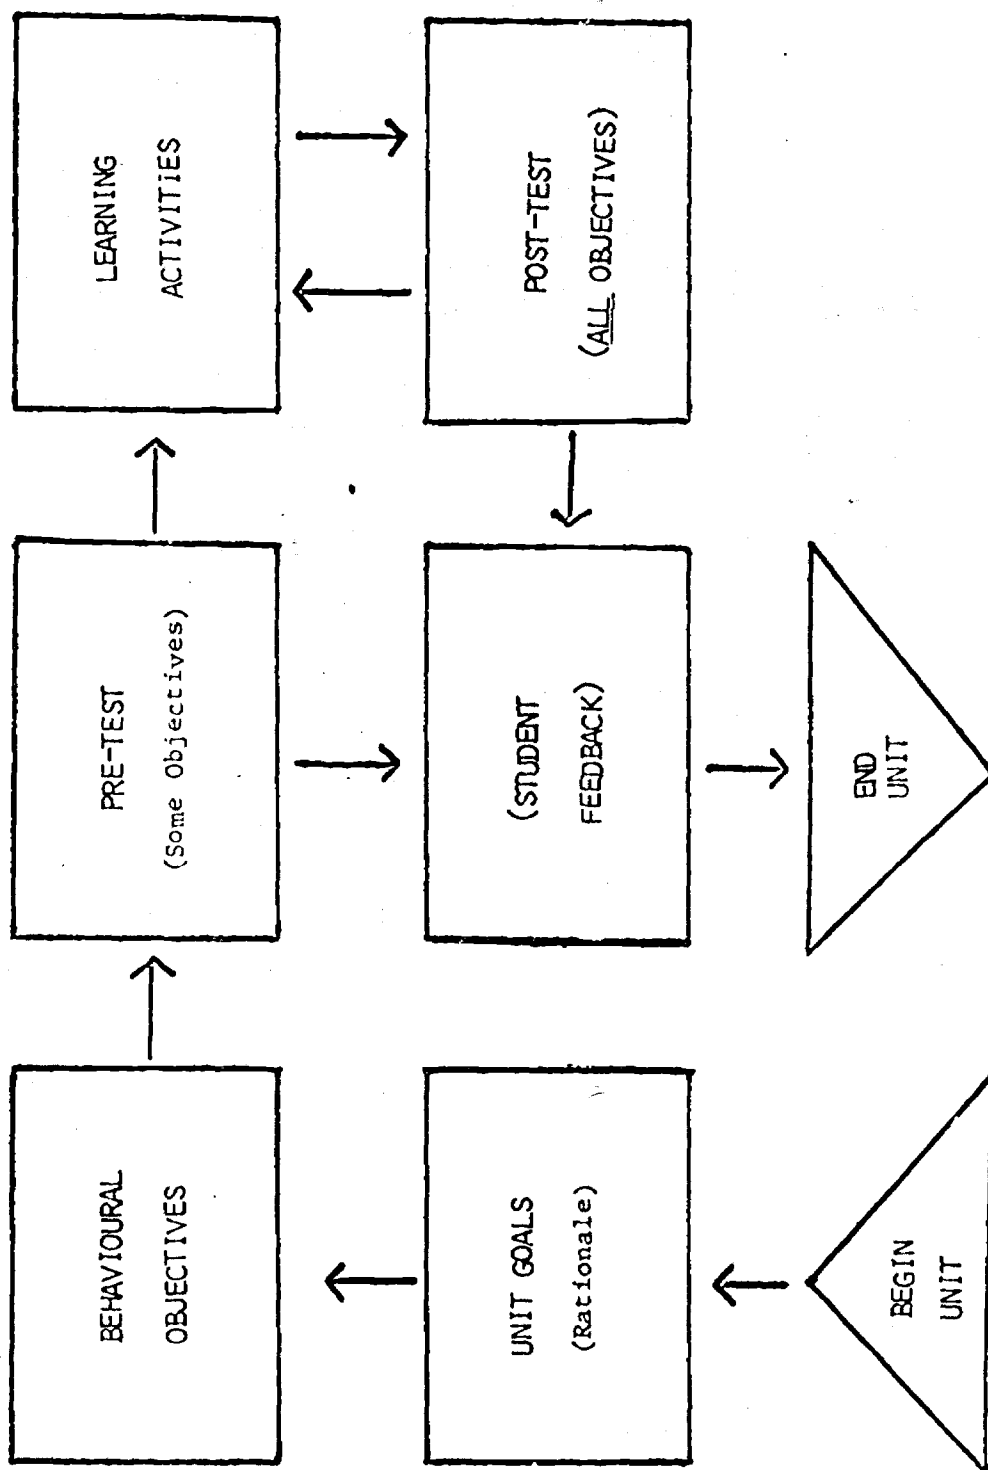 BEHAVIOURAL
OBJECTIVES
PRE-TEST
(Some Objectives)
LEARNING
ACTIVITIES
UNIT GOALS
(Rationale)
(STUDENT
FEEDBACK)
POST-TEST
(ALL OBJECTIVES)
BEGIN
UNIT
END
UNIT